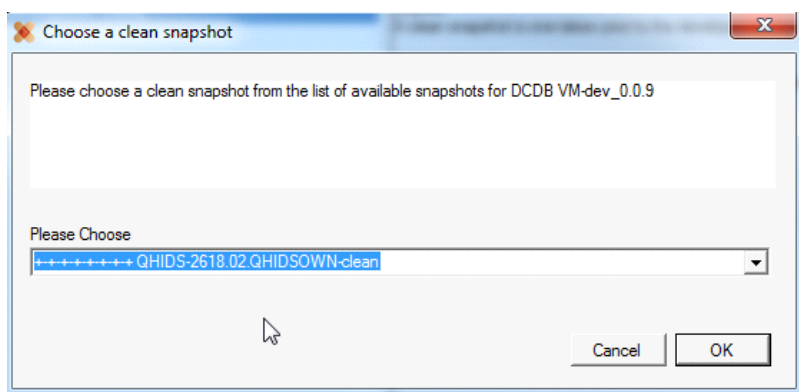 Choose a clean snapshot
Please choose a clean snapshot from the list of available snapshots for DCDB VM-dev_0.0.9
Please Choose
+-+-+-+-+-+-+-+ QHIDS-2618.02.QHIDSOWN-clean
Cancel
OK